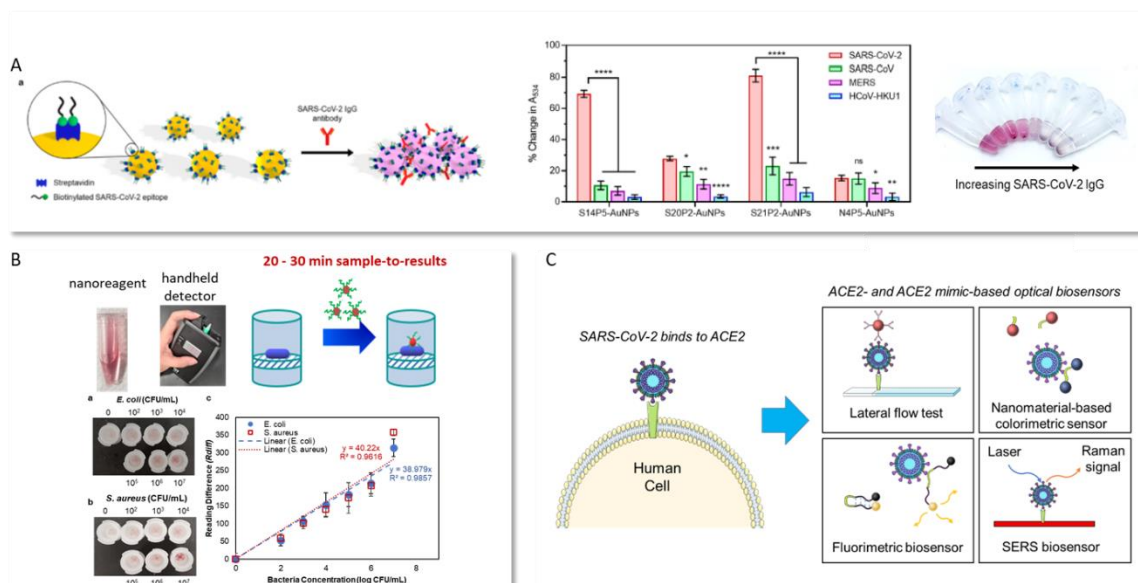 A
a
Streptavidin
Biotinylated SARS-CoV-2
epitope
SARS-CoV-2 IgG
antibody
% Change in A534
100
80
60
40
20
0
****
*
**
****
***
****
ns
*
**
S14P5-AuNPs
S20P2-AuNPs
S21P2-AuNPs
N4P5-AuNPs
SARS-CoV-2
SARS-CoV
MERS
HCoV-HKU1
Increasing SARS-CoV-2 IgG
B
nanoreagent
handheld
detector
20 - 30 min sample-to-results
a
E. coli (CFU/mL)
0 10² 10³ 10⁴
10⁵ 10⁶ 10⁷
b
S. aureus (CFU/mL)
0 10² 10³ 10⁴
10⁵ 10⁶ 10⁷
c
Reading Difference (Rdiff)
400
350
300
250
200
150
100
50
0
E. coli
S. aureus
Linear (E. coli)
Linear (S. aureus)
y = 40.22x
R² = 0.9616
y = 38.979x
R² = 0.9857
0 2 4 6 8
Bacteria Concentration (log CFU/mL)
C
SARS-CoV-2 binds to ACE2
Human
Cell
ACE2- and ACE2 mimic-based optical biosensors
Lateral flow test
Nanomaterial-based
colorimetric sensor
Fluorimetric biosensor
Laser
Raman
signal
SERS biosensor